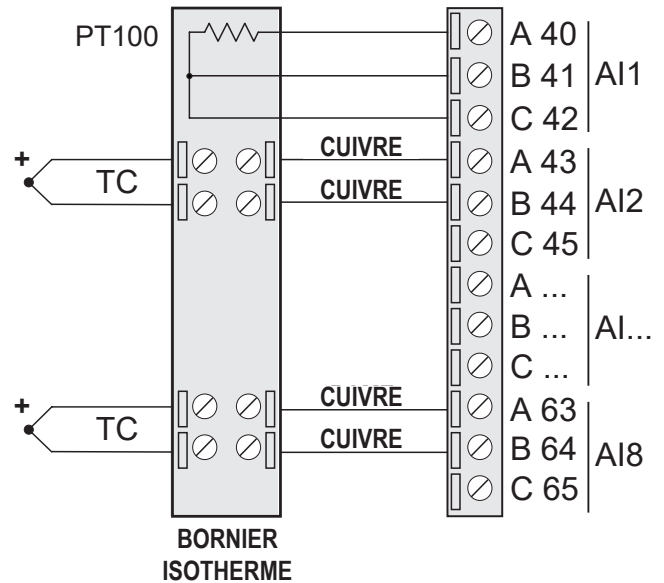 PT100
A 40
B 41
AI1
C 42
+
TC
CUIVRE
A 43
CUIVRE
B 44
AI2
C 45
A ...
B ...
AI...
C ...
+
TC
CUIVRE
A 63
CUIVRE
B 64
AI8
C 65
BORNIER
ISOTHERME